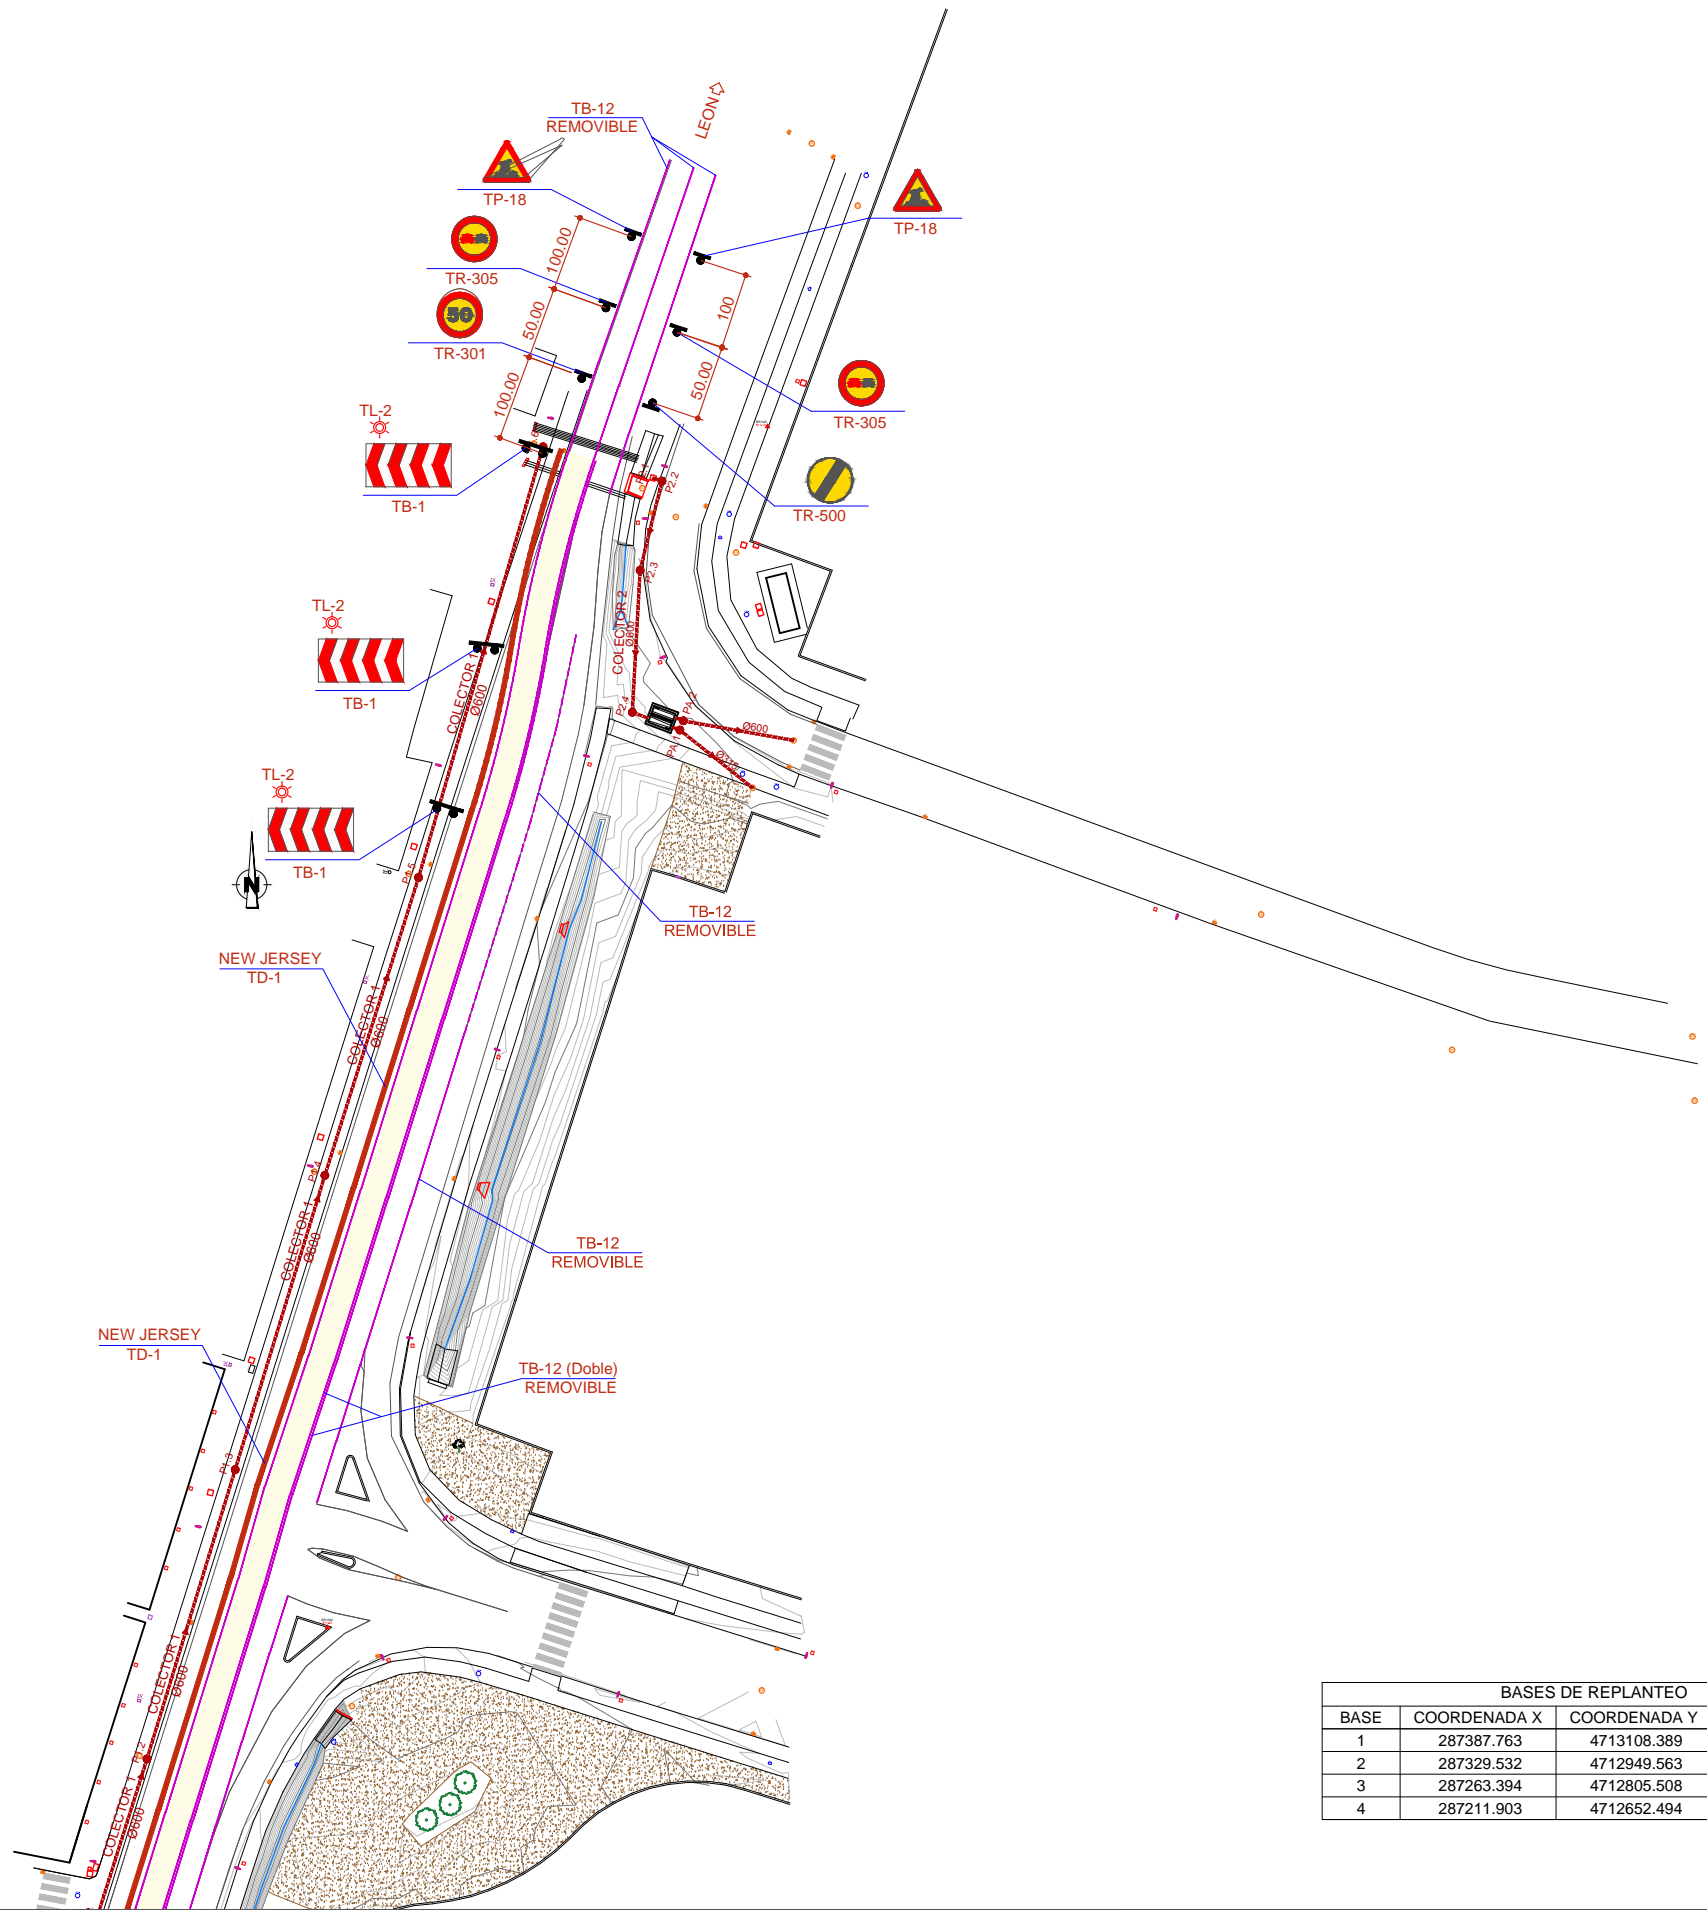 LEON
TB-12
REMOVIBLE
TP-18
TP-18
TR-305
100.00
50
TR-301
50.00
100.00
100
50.00
TR-305
TR-500
TL-2
TB-1
P2.1
P2.2
P2.3
TL-2
TB-1
COLECTOR 1
Ø600
COLECTOR 2
Ø600
P2.4
PA.2
PA.1
Ø600
TL-2
TB-1
N
P1.5
TB-12
REMOVIBLE
NEW JERSEY
TD-1
COLECTOR 1
Ø600
P1.4
COLECTOR 1
Ø600
TB-12
REMOVIBLE
NEW JERSEY
TD-1
TB-12 (Doble)
REMOVIBLE
P1.3
COLECTOR 1
Ø600
P1.2
COLECTOR 1
Ø600
BASES DE REPLANTEO
BASE COORDENADA X COORDENADA Y
1 287387.763 4713108.389
2 287329.532 4712949.563
3 287263.394 4712805.508
4 287211.903 4712652.494